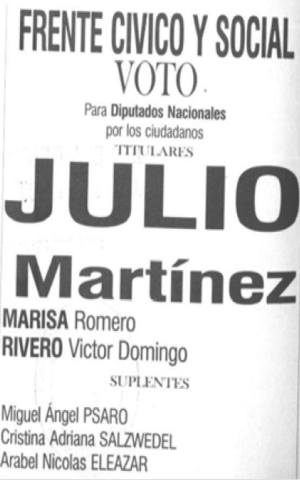 FRENTE CIVICO Y SOCIAL
VOTO
Para Diputados Nacionales
por los ciudadanos
TITULARES
JULIO
Martínez
MARISA Romero
RIVERO Victor Domingo
SUPLENTES
Miguel Ángel PSARO
Cristina Adriana SALZWEDEL
Arabel Nicolas ELEAZAR